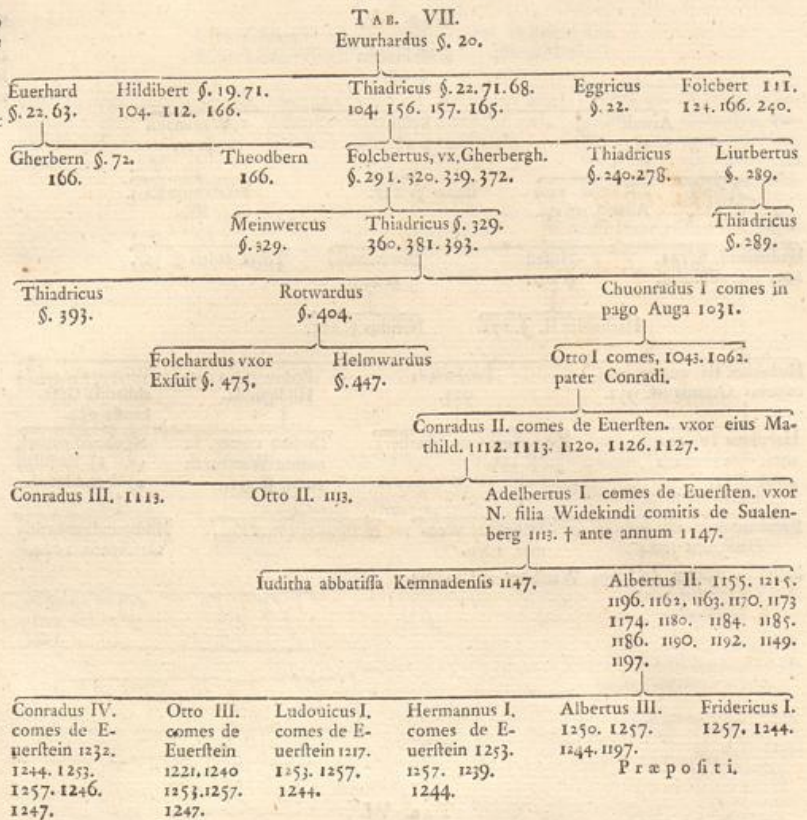 TAB. VII.
Ewurhardus §. 20.
Euerhard
§. 22. 63.
Hildibert §. 19. 71.
104. 112. 166.
Thiadricus §. 22. 71. 68.
104. 156. 157. 165.
Eggricus
§. 22.
Folcbert 111.
124. 166. 240.
Gherbern §. 72.
166.
Theodbern
166.
Folcbertus, vx. Gherbergh.
§. 291. 320. 329. 372.
Thiadricus
§. 240. 278.
Liutbertus
§. 289.
Meinwercus
§. 329.
Thiadricus §. 329.
360. 381. 393.
Thiadricus
§. 289.
Thiadricus
§. 393.
Rotwardus
§. 404.
Chuonradus I comes in
pago Auga 1031.
Folchardus vxor
Exſuit §. 475.
Helmwardus
§. 447.
Otto I comes, 1043. 1062.
pater Conradi.
Conradus II. comes de Euerſten. vxor eius Ma-
thild. 1112. 1113. 1120. 1126. 1127.
Conradus III. 1113.
Otto II. 1113.
Adelbertus I. comes de Euerſten. vxor
N. filia Widekindi comitis de Sualen-
berg 1113. † ante annum 1147.
Iuditha abbatiſſa Kemnadenſis 1147.
Albertus II. 1155. 1215.
1196. 1162. 1163. 1170. 1173
1174. 1180. 1184. 1185.
1186. 1190. 1192. 1149.
1197.
Conradus IV.
comes de E-
uerſtein 1232.
1244. 1253.
1257. 1246.
1247.
Otto III.
comes de
Euerſtein
1221. 1240
1253. 1257.
1247.
Ludouicus I.
comes de E-
uerſtein 1217.
1253. 1257.
1244.
Hermannus I.
comes de E-
uerſtein 1253.
1257. 1239.
1244.
Albertus III.
1250. 1257.
1244. 1197.
Fridericus I.
1257. 1244.
Præpoſiti.